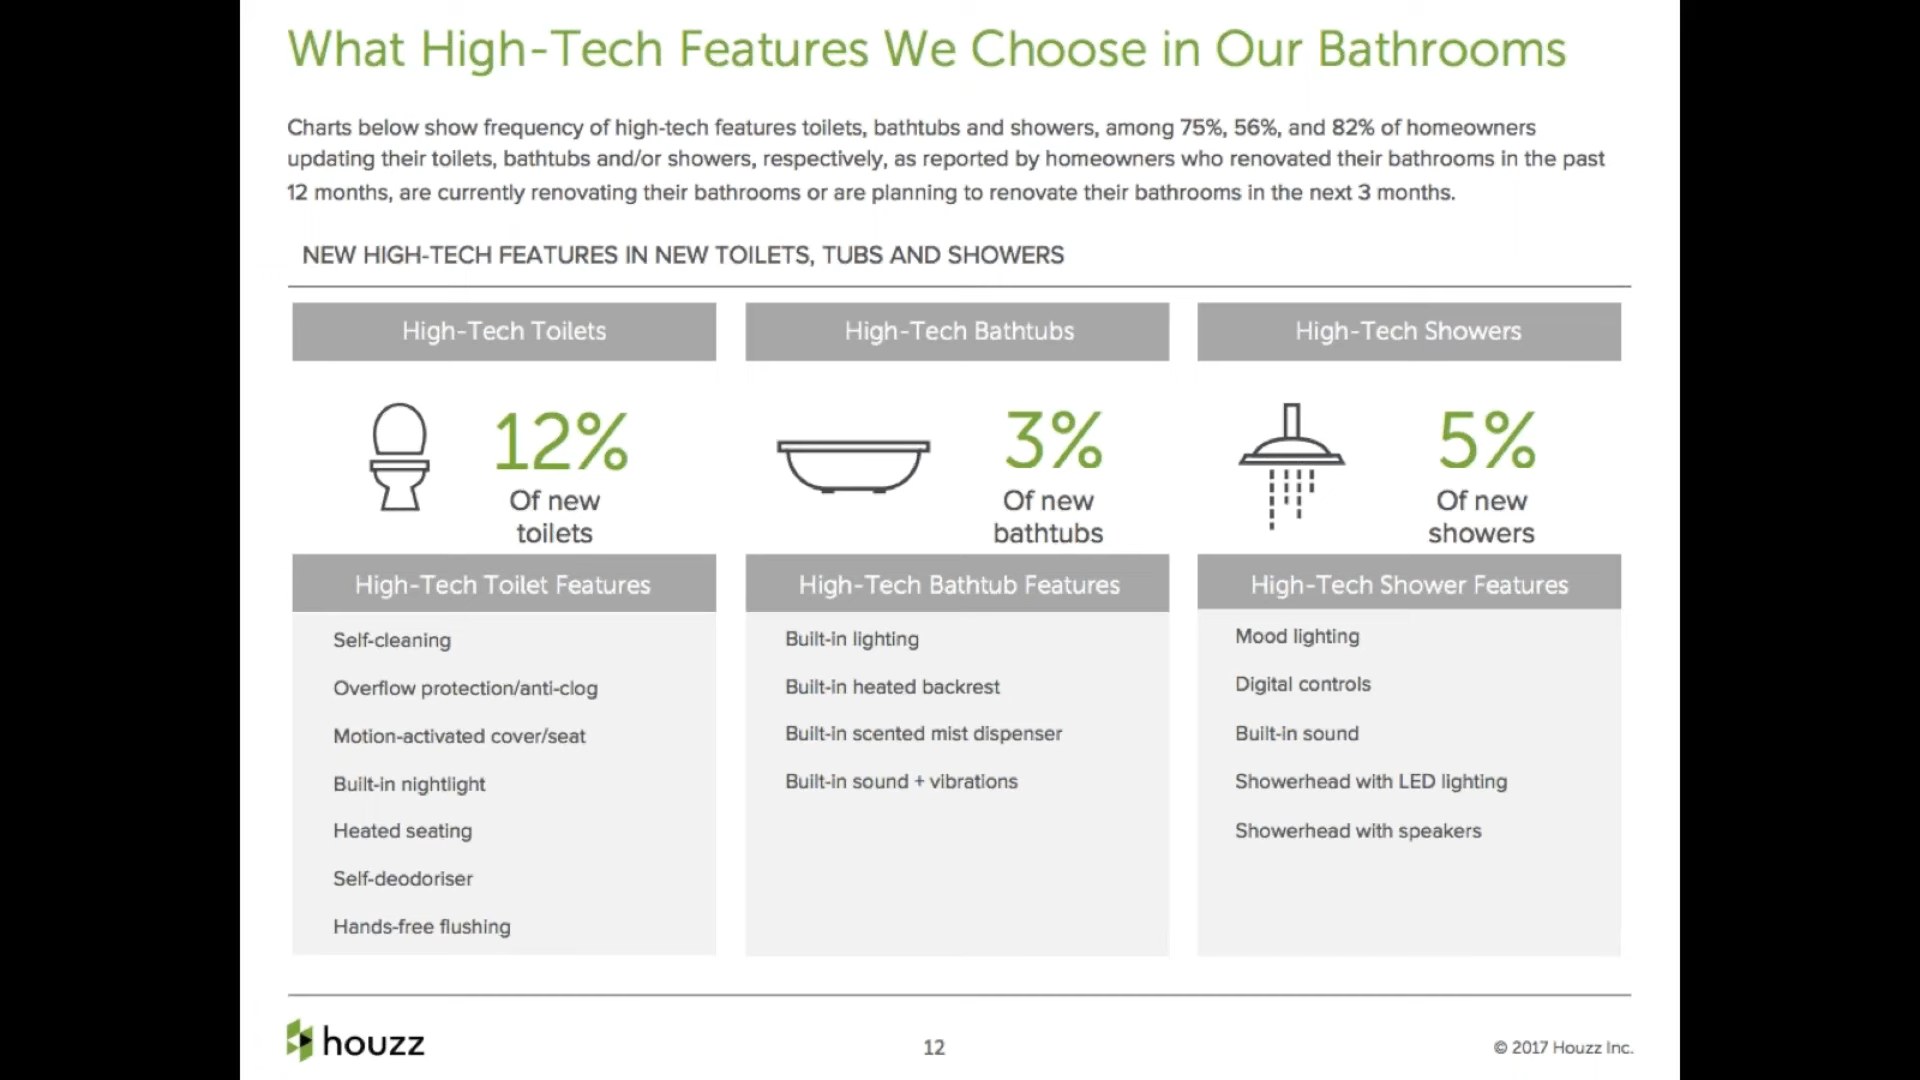 What High-Tech Features We Choose in Our Bathrooms
Charts below show frequency of high-tech features toilets, bathtubs and showers, among 75%, 56%, and 82% of homeowners
updating their toilets, bathtubs and/or showers, respectively, as reported by homeowners who renovated their bathrooms in the past
12 months, are currently renovating their bathrooms or are planning to renovate their bathrooms in the next 3 months.
NEW HIGH-TECH FEATURES IN NEW TOILETS, TUBS AND SHOWERS
High-Tech Toilets
12%
Of new
toilets
High-Tech Toilet Features
Self-cleaning
Overflow protection/anti-clog
Motion-activated cover/seat
Built-in nightlight
Heated seating
Self-deodoriser
Hands-free flushing
High-Tech Bathtubs
3%
Of new
bathtubs
High-Tech Bathtub Features
Built-in lighting
Built-in heated backrest
Built-in scented mist dispenser
Built-in sound + vibrations
High-Tech Showers
5%
Of new
showers
High-Tech Shower Features
Mood lighting
Digital controls
Built-in sound
Showerhead with LED lighting
Showerhead with speakers
houzz
12
© 2017 Houzz Inc.